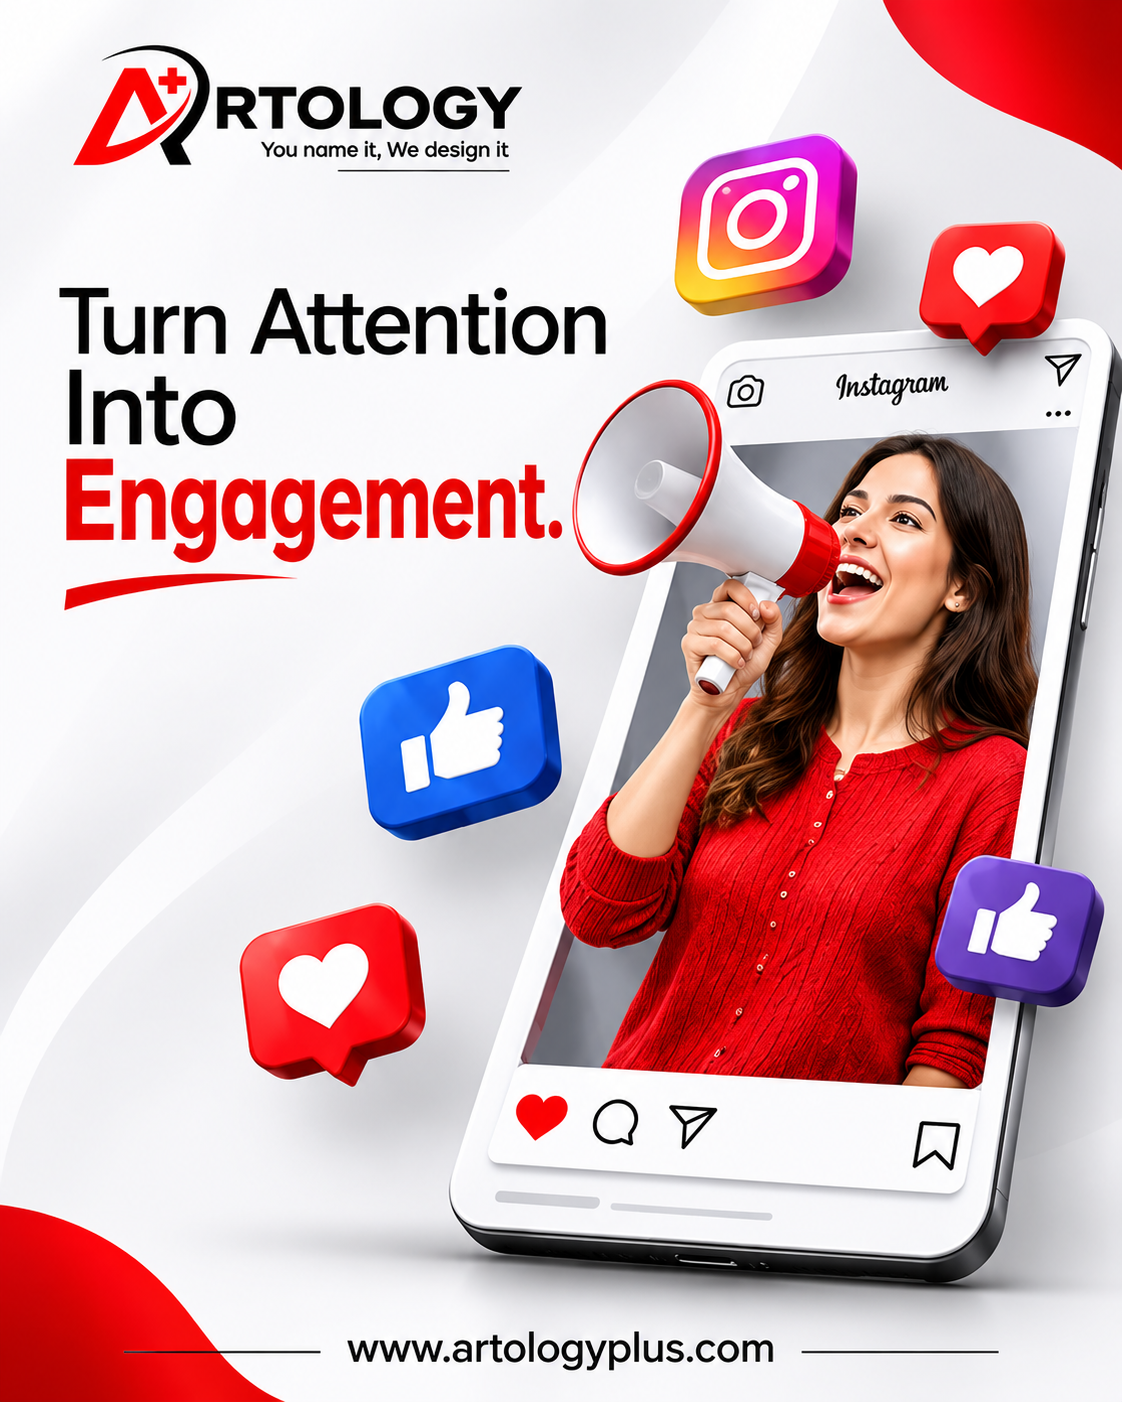 A+RTOLOGY
You name it, We design it
Turn Attention
Into
Engagement.
Instagram
www.artologyplus.com